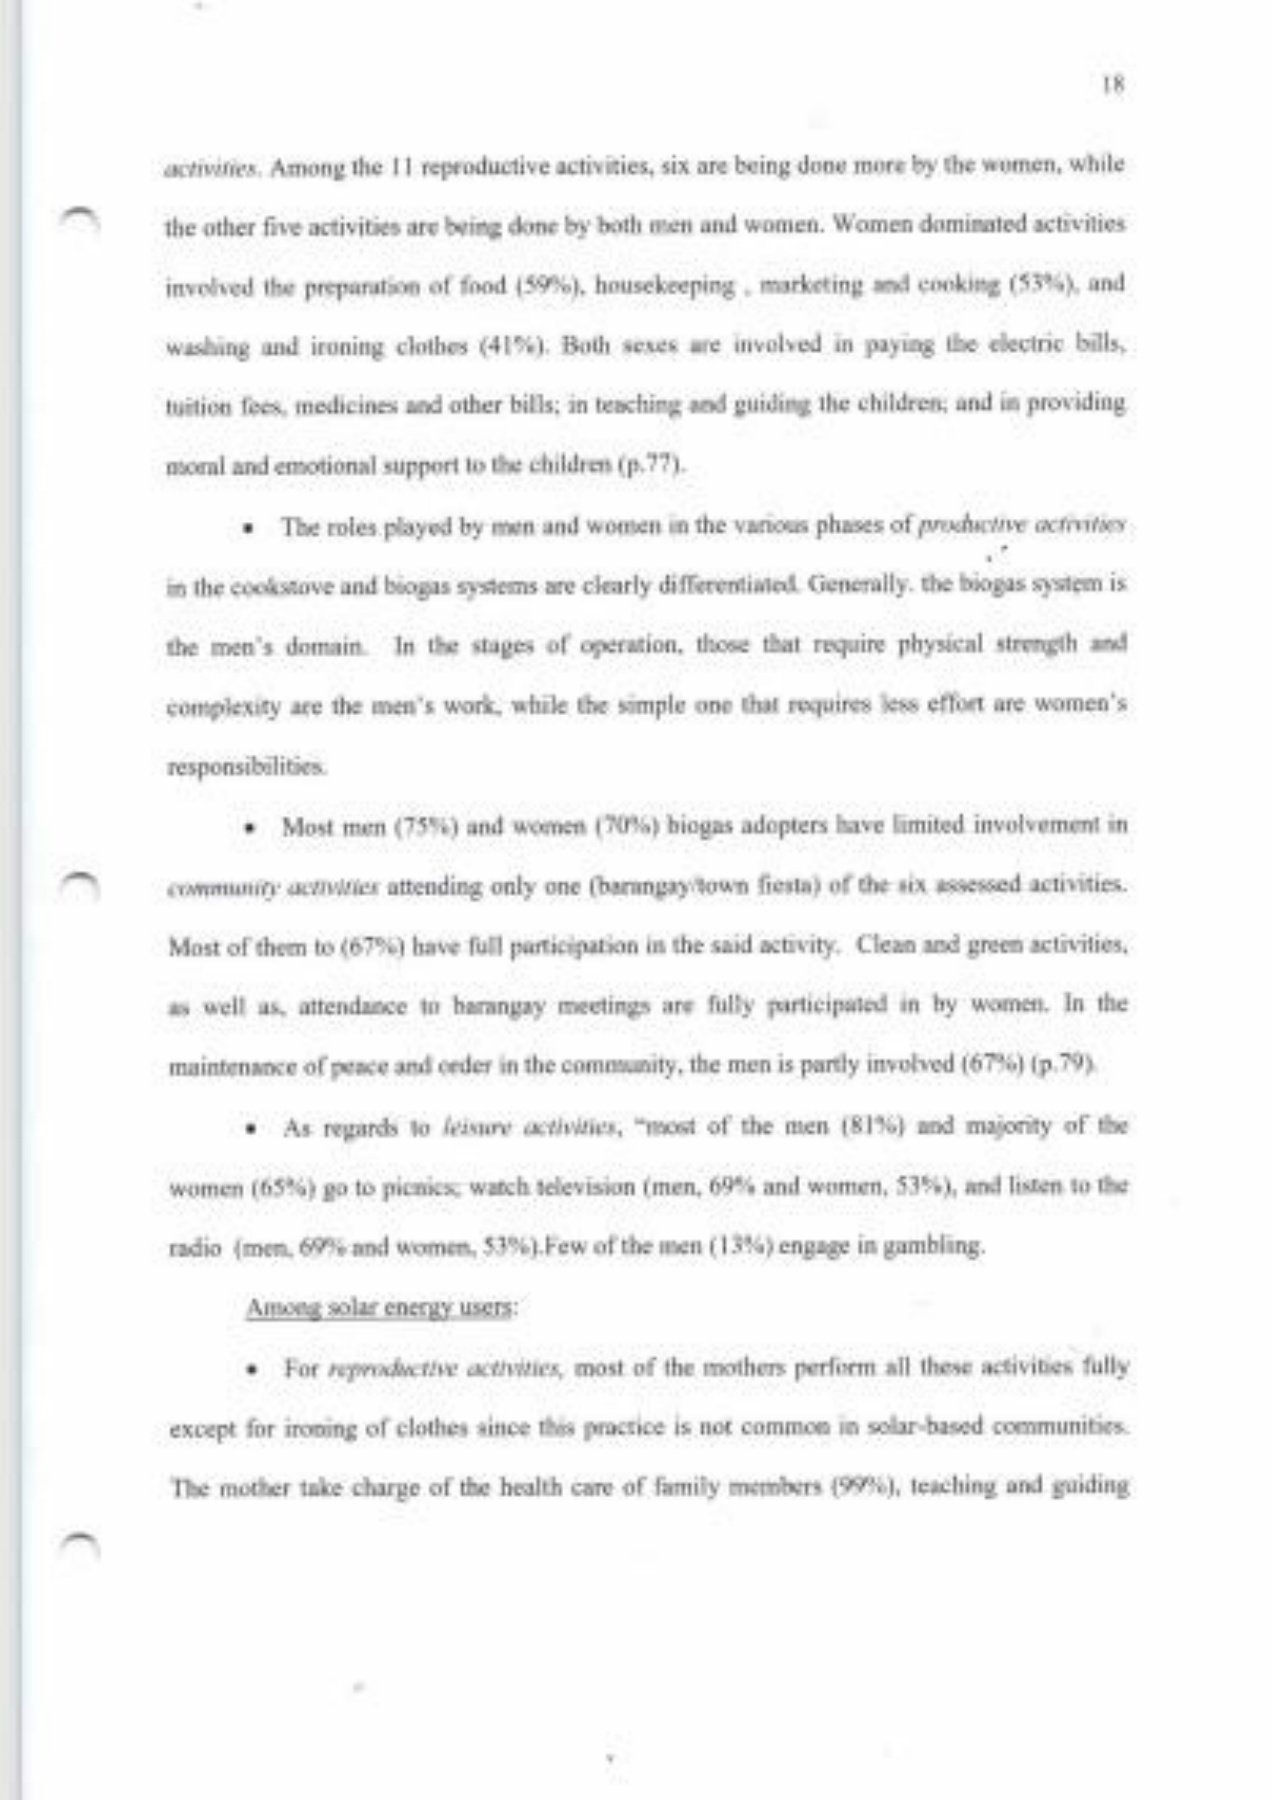 18
activities. Among the 11 reproductive activities, six are being done more by the women, while
the other five activities are being done by both men and women. Women dominated activities
involved the preparation of food (59%), housekeeping , marketing and cooking (53%), and
washing and ironing clothes (41%). Both sexes are involved in paying the electric bills,
tuition fees, medicines and other bills; in teaching and guiding the children; and in providing
moral and emotional support to the children (p.77).
• The roles played by men and women in the various phases of productive activities
in the cookstove and biogas systems are clearly differentiated. Generally, the biogas system is
the men's domain. In the stages of operation, those that require physical strength and
complexity are the men's work, while the simple one that requires less effort are women's
responsibilities.
• Most men (75%) and women (70%) biogas adopters have limited involvement in
community activities attending only one (barangay/town fiesta) of the six assessed activities.
Most of them to (67%) have full participation in the said activity. Clean and green activities,
as well as, attendance to barangay meetings are fully participated in by women. In the
maintenance of peace and order in the community, the men is partly involved (67%) (p.79).
• As regards to leisure activities, "most of the men (81%) and majority of the
women (65%) go to picnics; watch television (men, 69% and women, 53%), and listen to the
radio (men, 69% and women, 53%).Few of the men (13%) engage in gambling.
Among solar energy users:
• For reproductive activities, most of the mothers perform all these activities fully
except for ironing of clothes since this practice is not common in solar-based communities.
The mother take charge of the health care of family members (99%), teaching and guiding